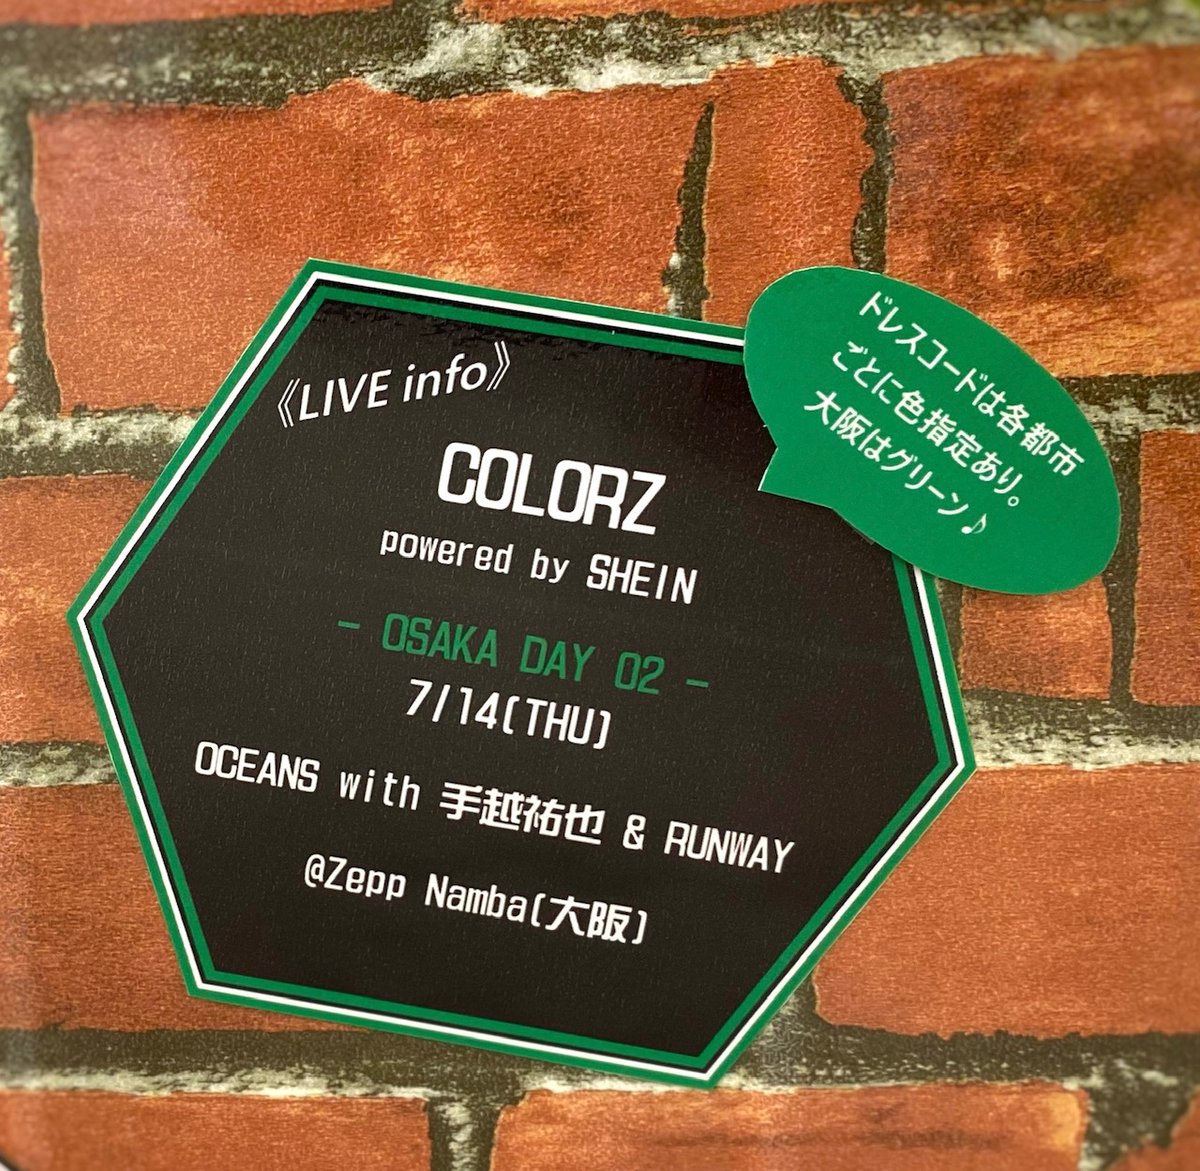 《LIVE info》
COLORZ
powered by SHEIN
- OSAKA DAY 02 -
7/14(THU)
OCEANS with 手越祐也 & RUNWAY
@Zepp Namba(大阪)
ドレスコードは各都市
ごとに色指定あり。
大阪はグリーン♪